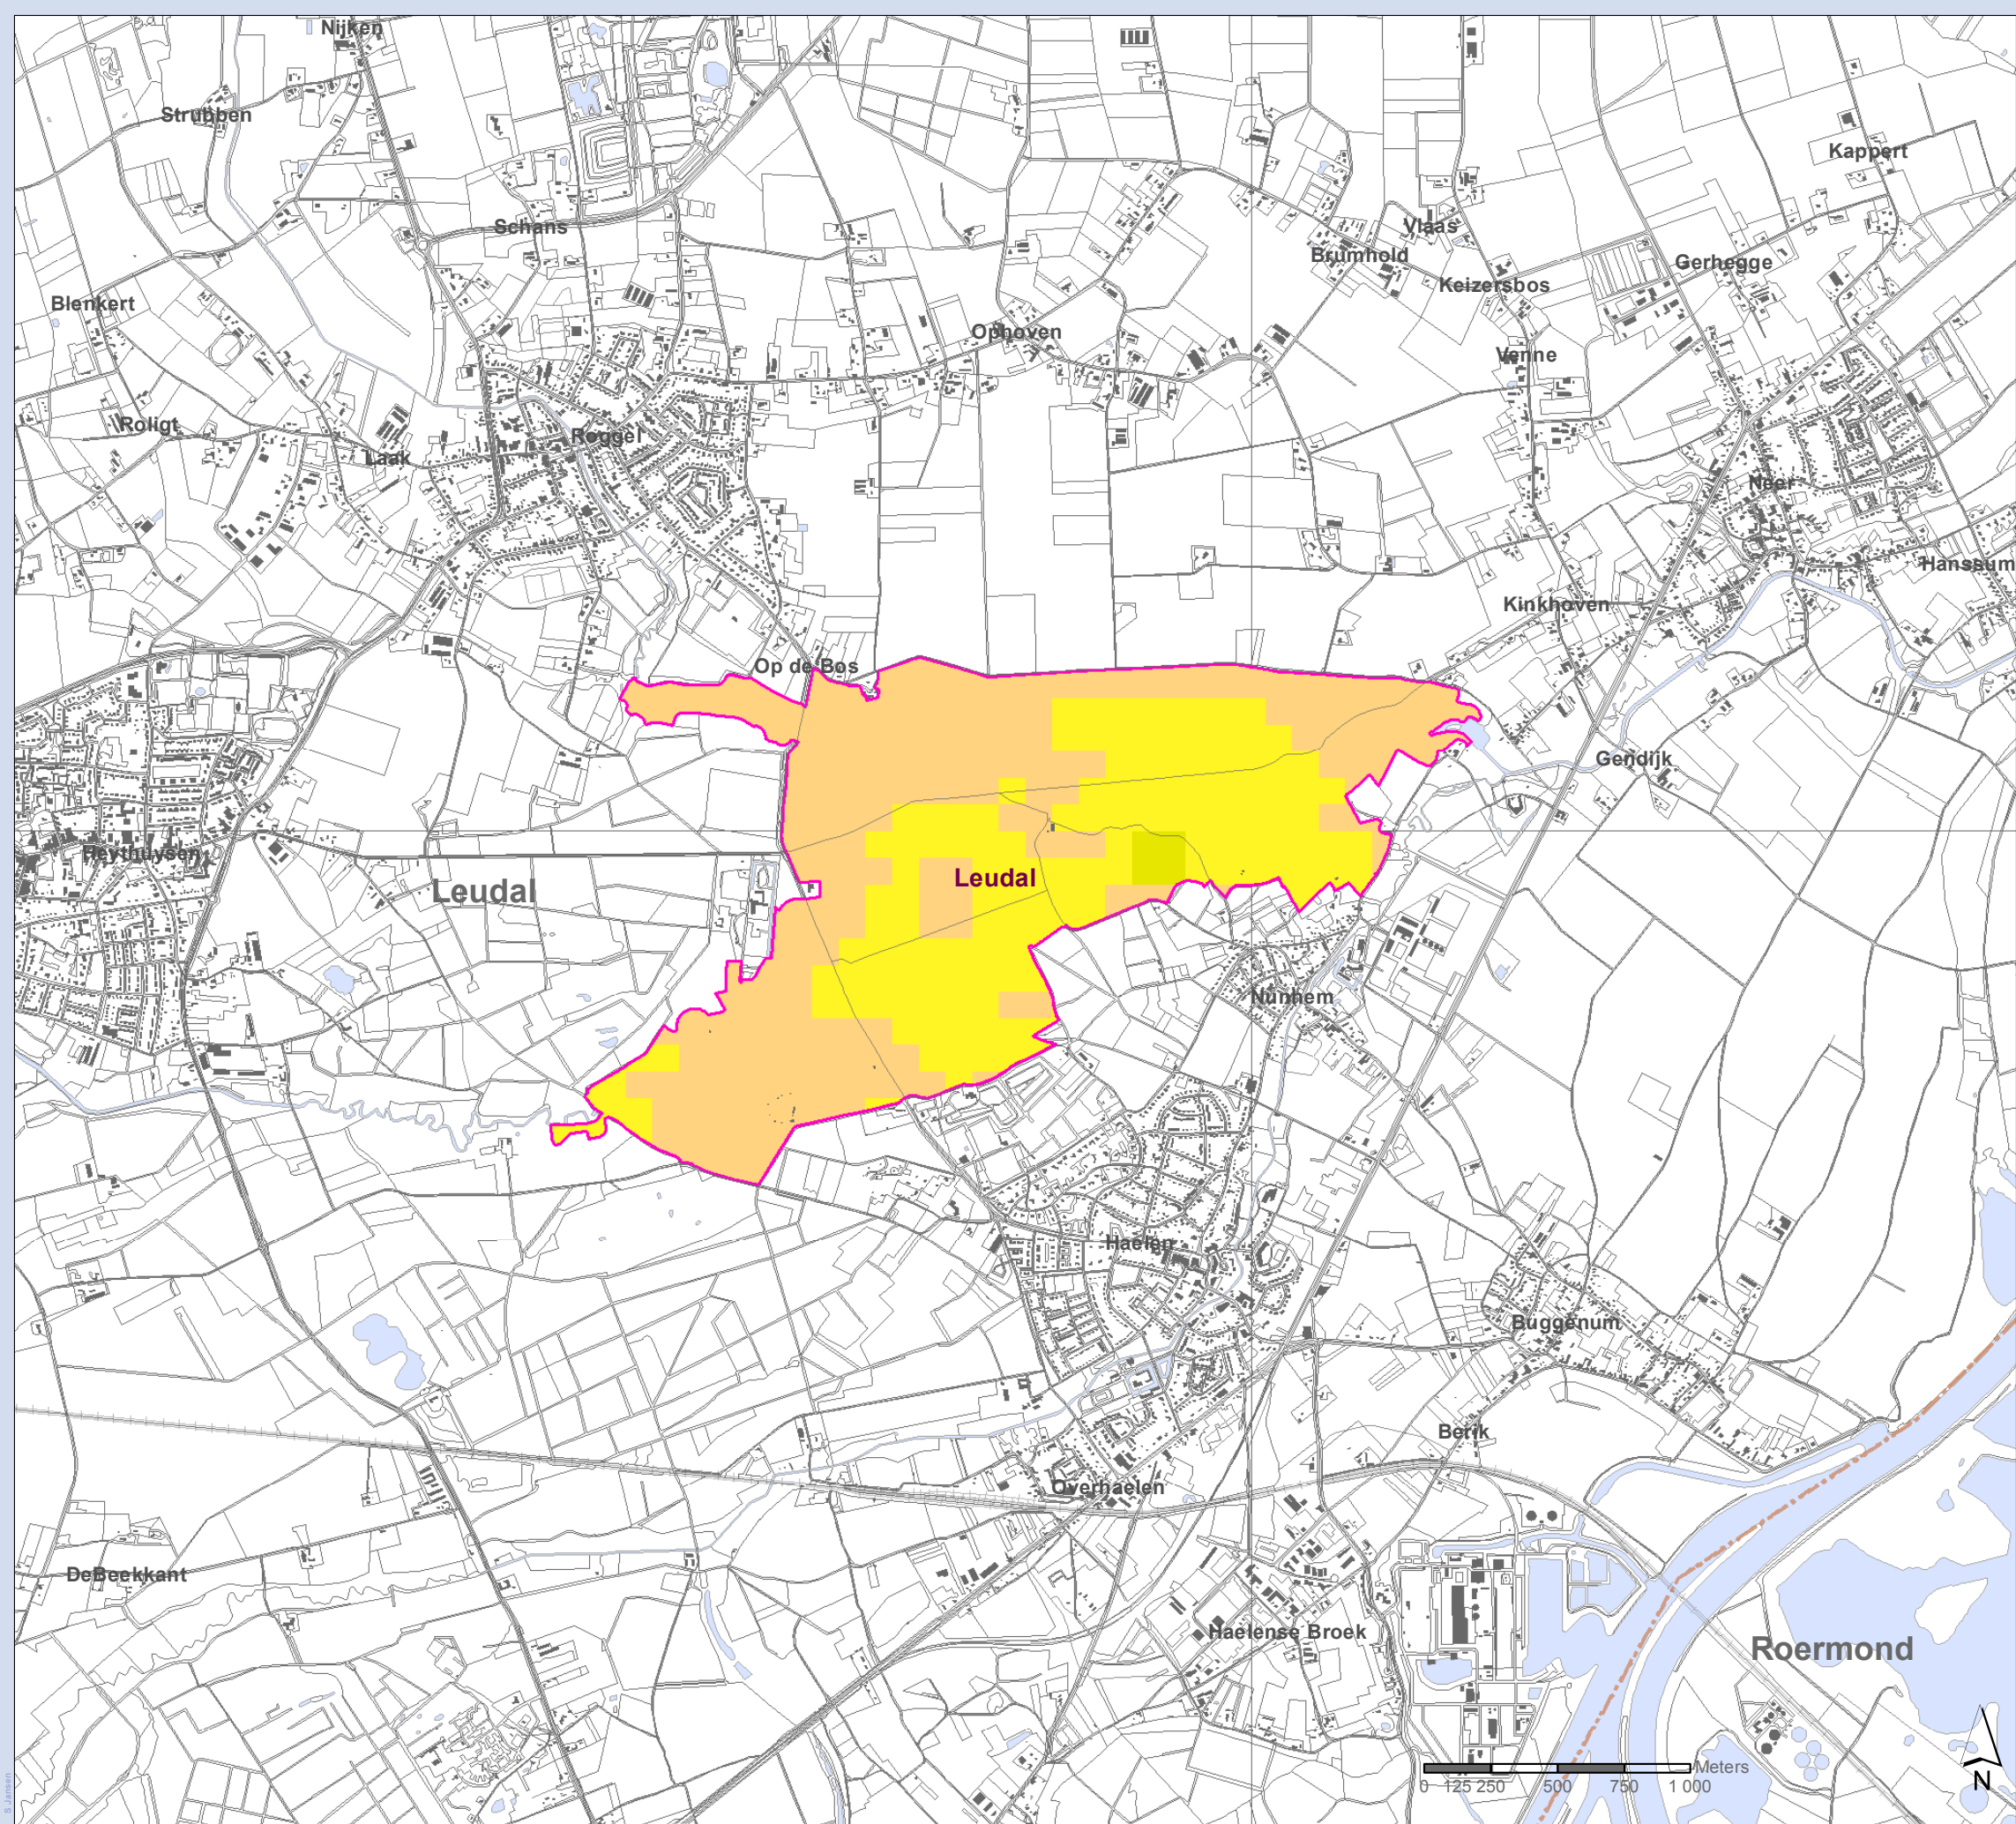 Nijken
Strubben
Kappert
Schans
Vlaas
Brumhold
Gerhegge
Keizersbos
Blenkert
Ophoven
Venne
Roligt
Roggel
Laak
Neer
Hanssum
Kinkhoven
Op de Bos
Gendijk
Heythuysen
Leudal
Leudal
Nunhem
Haelen
Buggenum
Berik
Overhaelen
DeBeekkant
Haelense Broek
Roermond
Meters
0 125 250 500 750 1 000
N
S Jansen